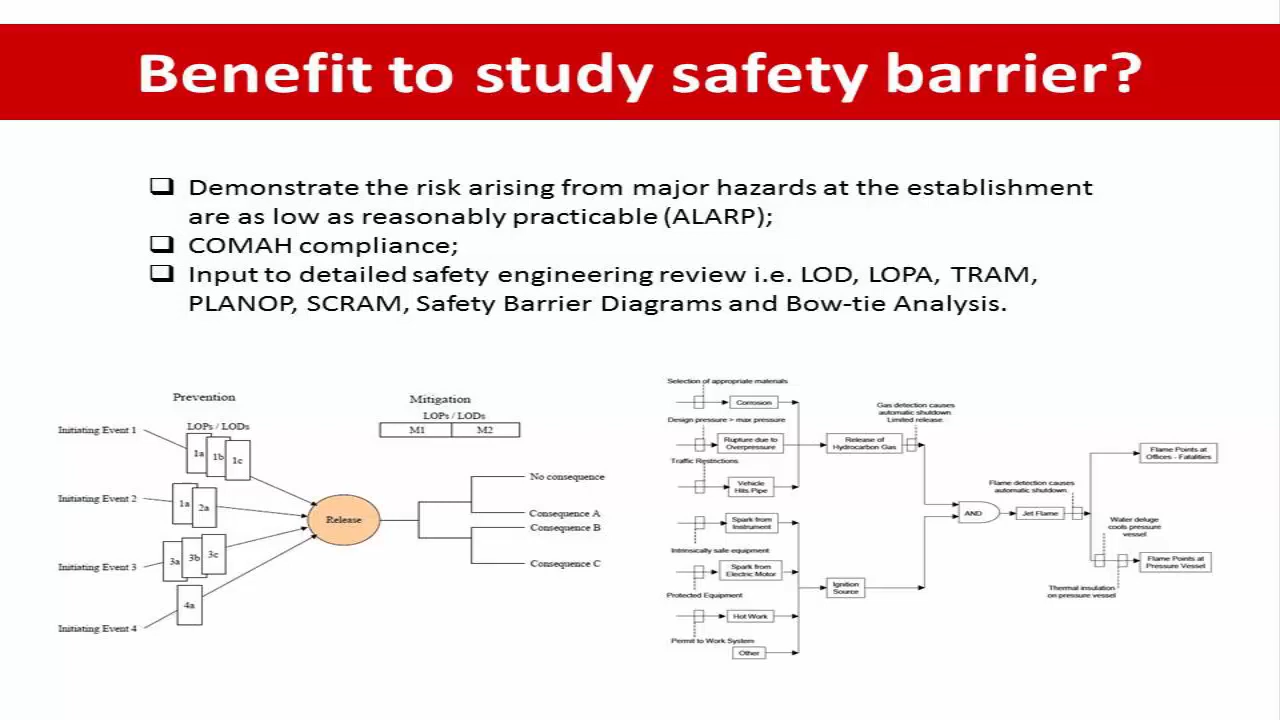 Benefit to study safety barrier?
Demonstrate the risk arising from major hazards at the establishment
are as low as reasonably practicable (ALARP);
COMAH compliance;
Input to detailed safety engineering review i.e. LOD, LOPA, TRAM,
PLANOP, SCRAM, Safety Barrier Diagrams and Bow-tie Analysis.
Prevention
LOPs / LODs
Mitigation
LOPs / LODs
M1
M2
Initiating Event 1
1a
1b
1c
Initiating Event 2
1a
2a
Initiating Event 3
3a
3b
3c
Initiating Event 4
4a
Release
No consequence
Consequence A
Consequence B
Consequence C
Selection of appropriate materials
Corrosion
Design pressure > max pressure
Rupture due to
Overpressure
Traffic Restrictions
Vehicle
Hits Pipe
Spark from
Instrument
Intrinsically safe equipment
Spark from
Electric Motor
Protected Equipment
Hot Work
Permit to Work System
Other
Gas detection causes
automatic shutdown.
Limited release.
Release of
Hydrocarbon Gas
Ignition
Source
AND
Flame detection causes
automatic shutdown.
Jet Flame
Flame Points at
Offices - Fatalities
Water deluge
cools pressure
vessel
Flame Points at
Pressure Vessel
Thermal insulation
on pressure vessel